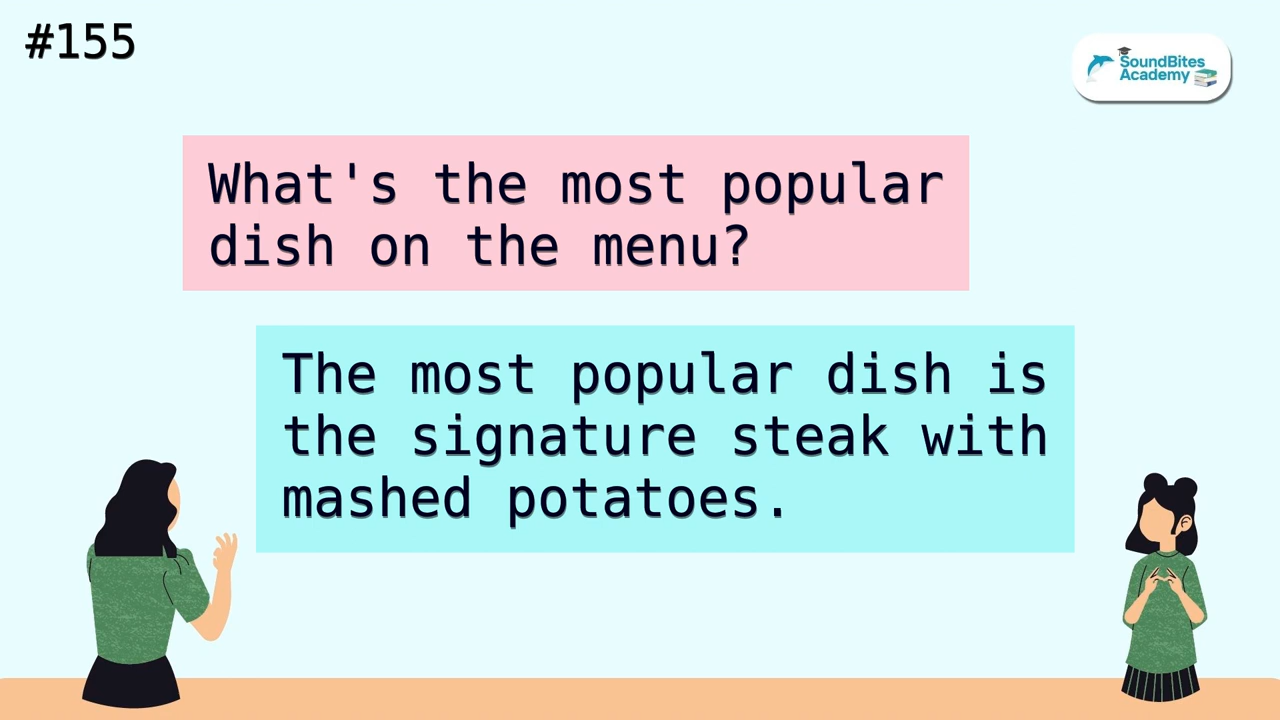 #155
SoundBites
Academy
What's the most popular
dish on the menu?
The most popular dish is
the signature steak with
mashed potatoes.